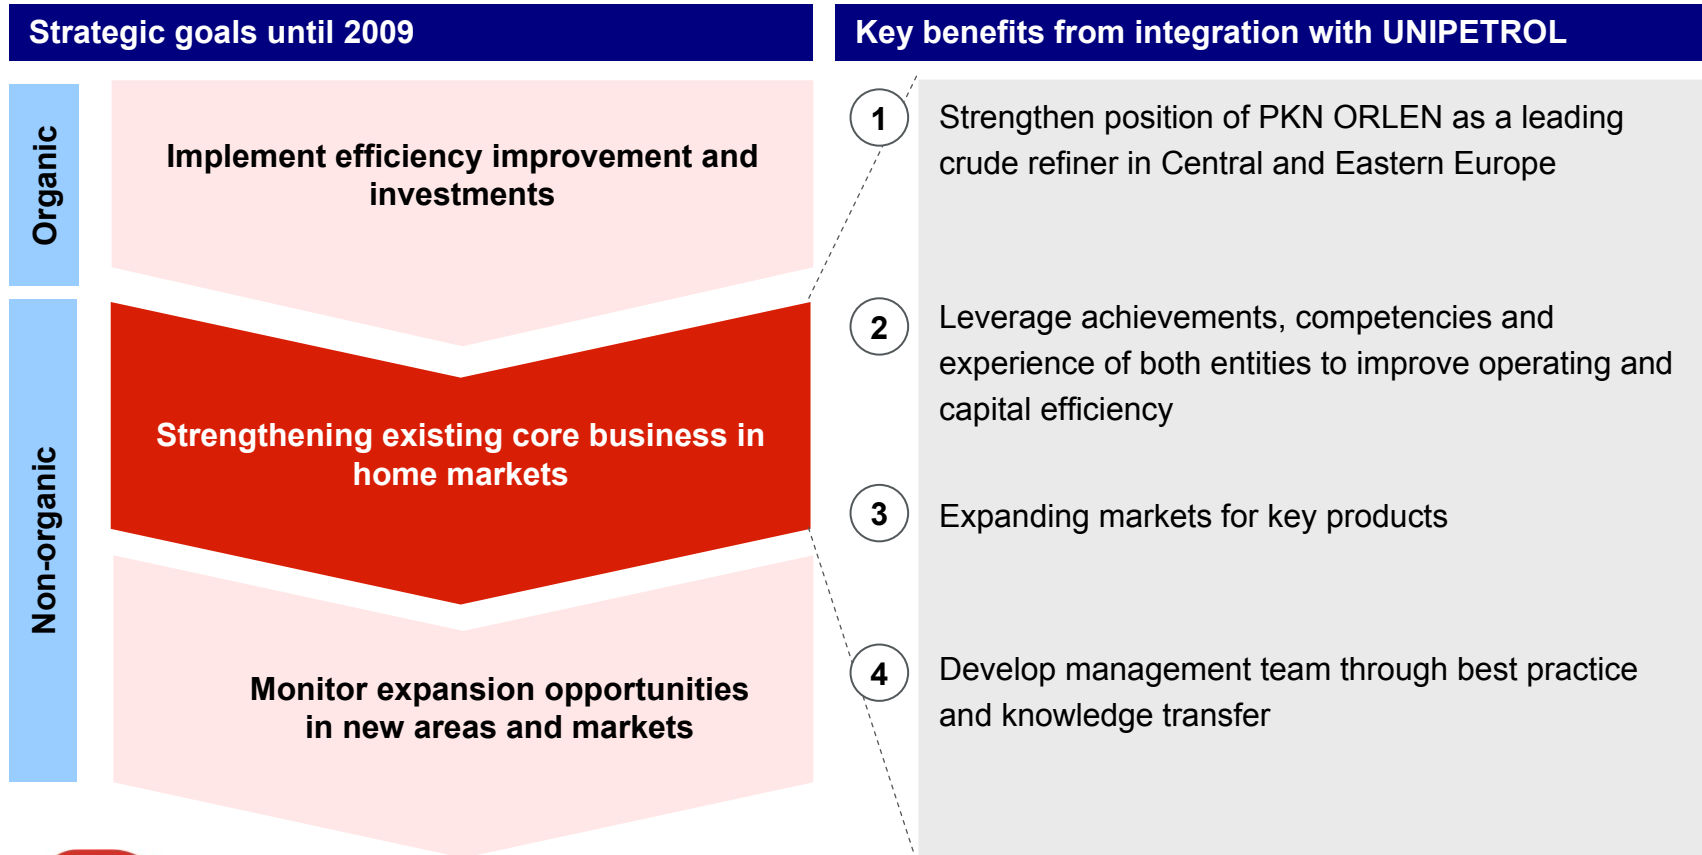 Strategic goals until 2009
Key benefits from integration with UNIPETROL
Organic
Implement efficiency improvement and
investments
Non-organic
Strengthening existing core business in
home markets
Monitor expansion opportunities
in new areas and markets
1
Strengthen position of PKN ORLEN as a leading
crude refiner in Central and Eastern Europe
2
Leverage achievements, competencies and
experience of both entities to improve operating and
capital efficiency
3
Expanding markets for key products
4
Develop management team through best practice
and knowledge transfer